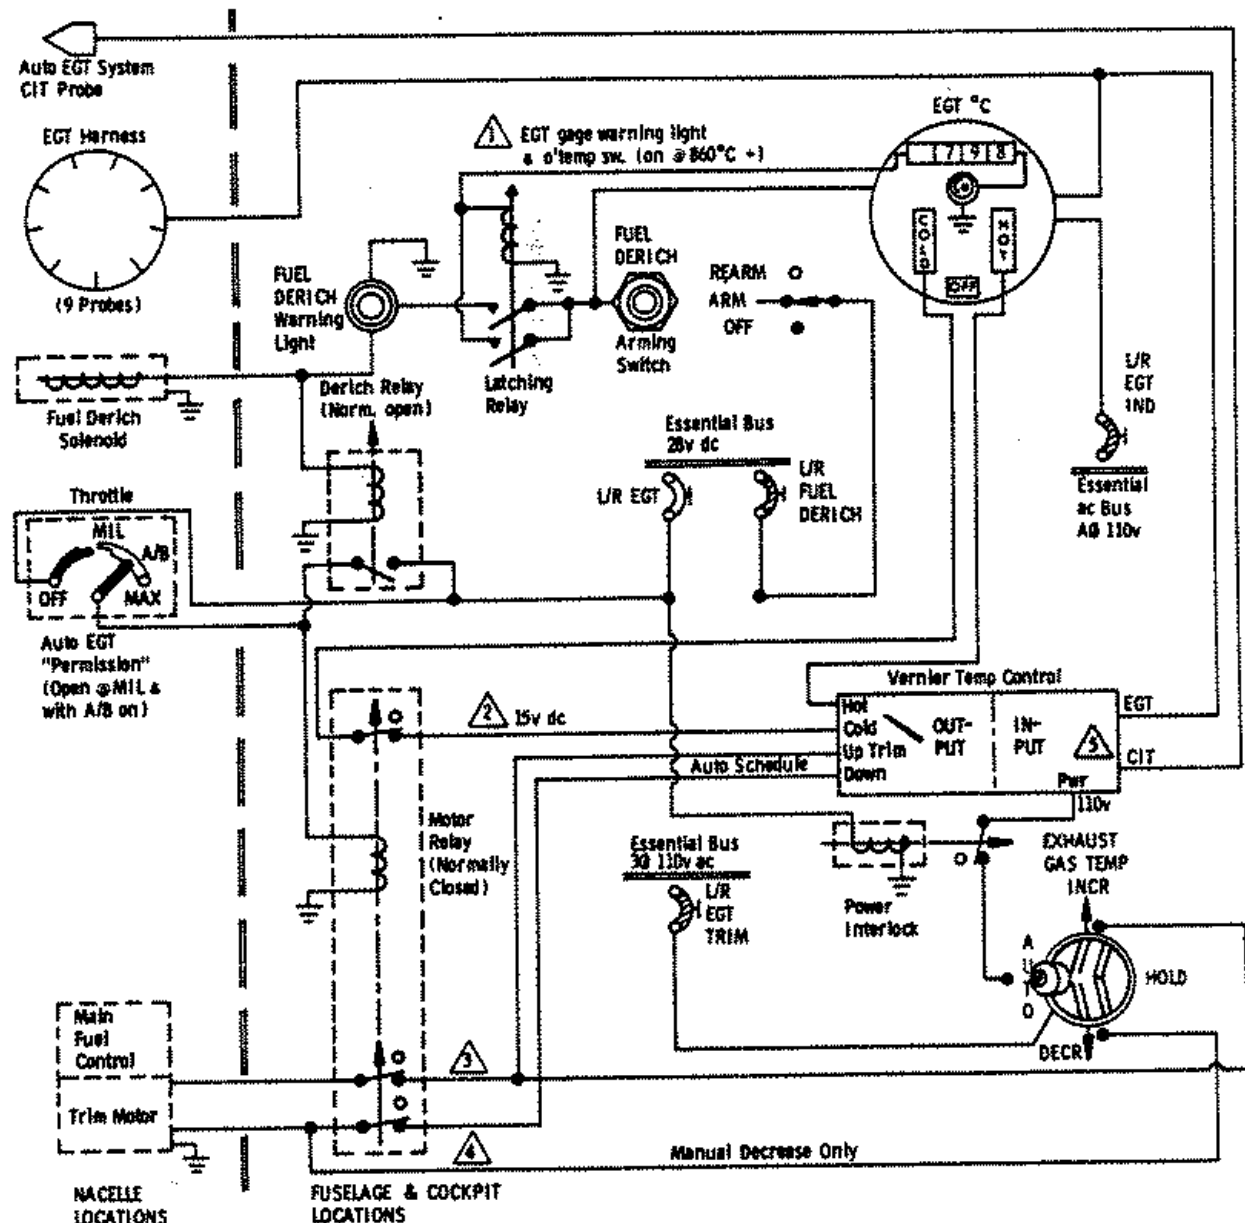 Auto EGT System
CIT Probe
EGT Harness
(9 Probes)
1
EGT gage warning light
& o'temp sw. (on @ 860°C +)
EGT °C
7 9 8
COLD
HOT
OFF
FUEL
DERICH
Warning
Light
FUEL
DERICH
Arming
Switch
REARM
ARM
OFF
Latching
Relay
Fuel Derich
Solenoid
Derich Relay
(Norm. open)
Essential Bus
28v dc
L/R EGT
L/R
FUEL
DERICH
L/R
EGT
IND
Essential
ac Bus
AØ 110v
Throttle
MIL
A/B
OFF
MAX
Auto EGT
"Permission"
(Open @ MIL &
with A/B on)
2
15v dc
Vernier Temp Control
Hot
Cold
Up Trim
Down
OUT-
PUT
IN-
PUT
5
Pwr
110v
EGT
CIT
Auto Schedule
Motor
Relay
(Normally
Closed)
Essential Bus
3Ø 110v ac
L/R
EGT
TRIM
Power
Interlock
EXHAUST
GAS TEMP
INCR
AUTO
HOLD
DECR
Main
Fuel
Control
Trim Motor
3
4
Manual Decrease Only
NACELLE
LOCATIONS
FUSELAGE & COCKPIT
LOCATIONS